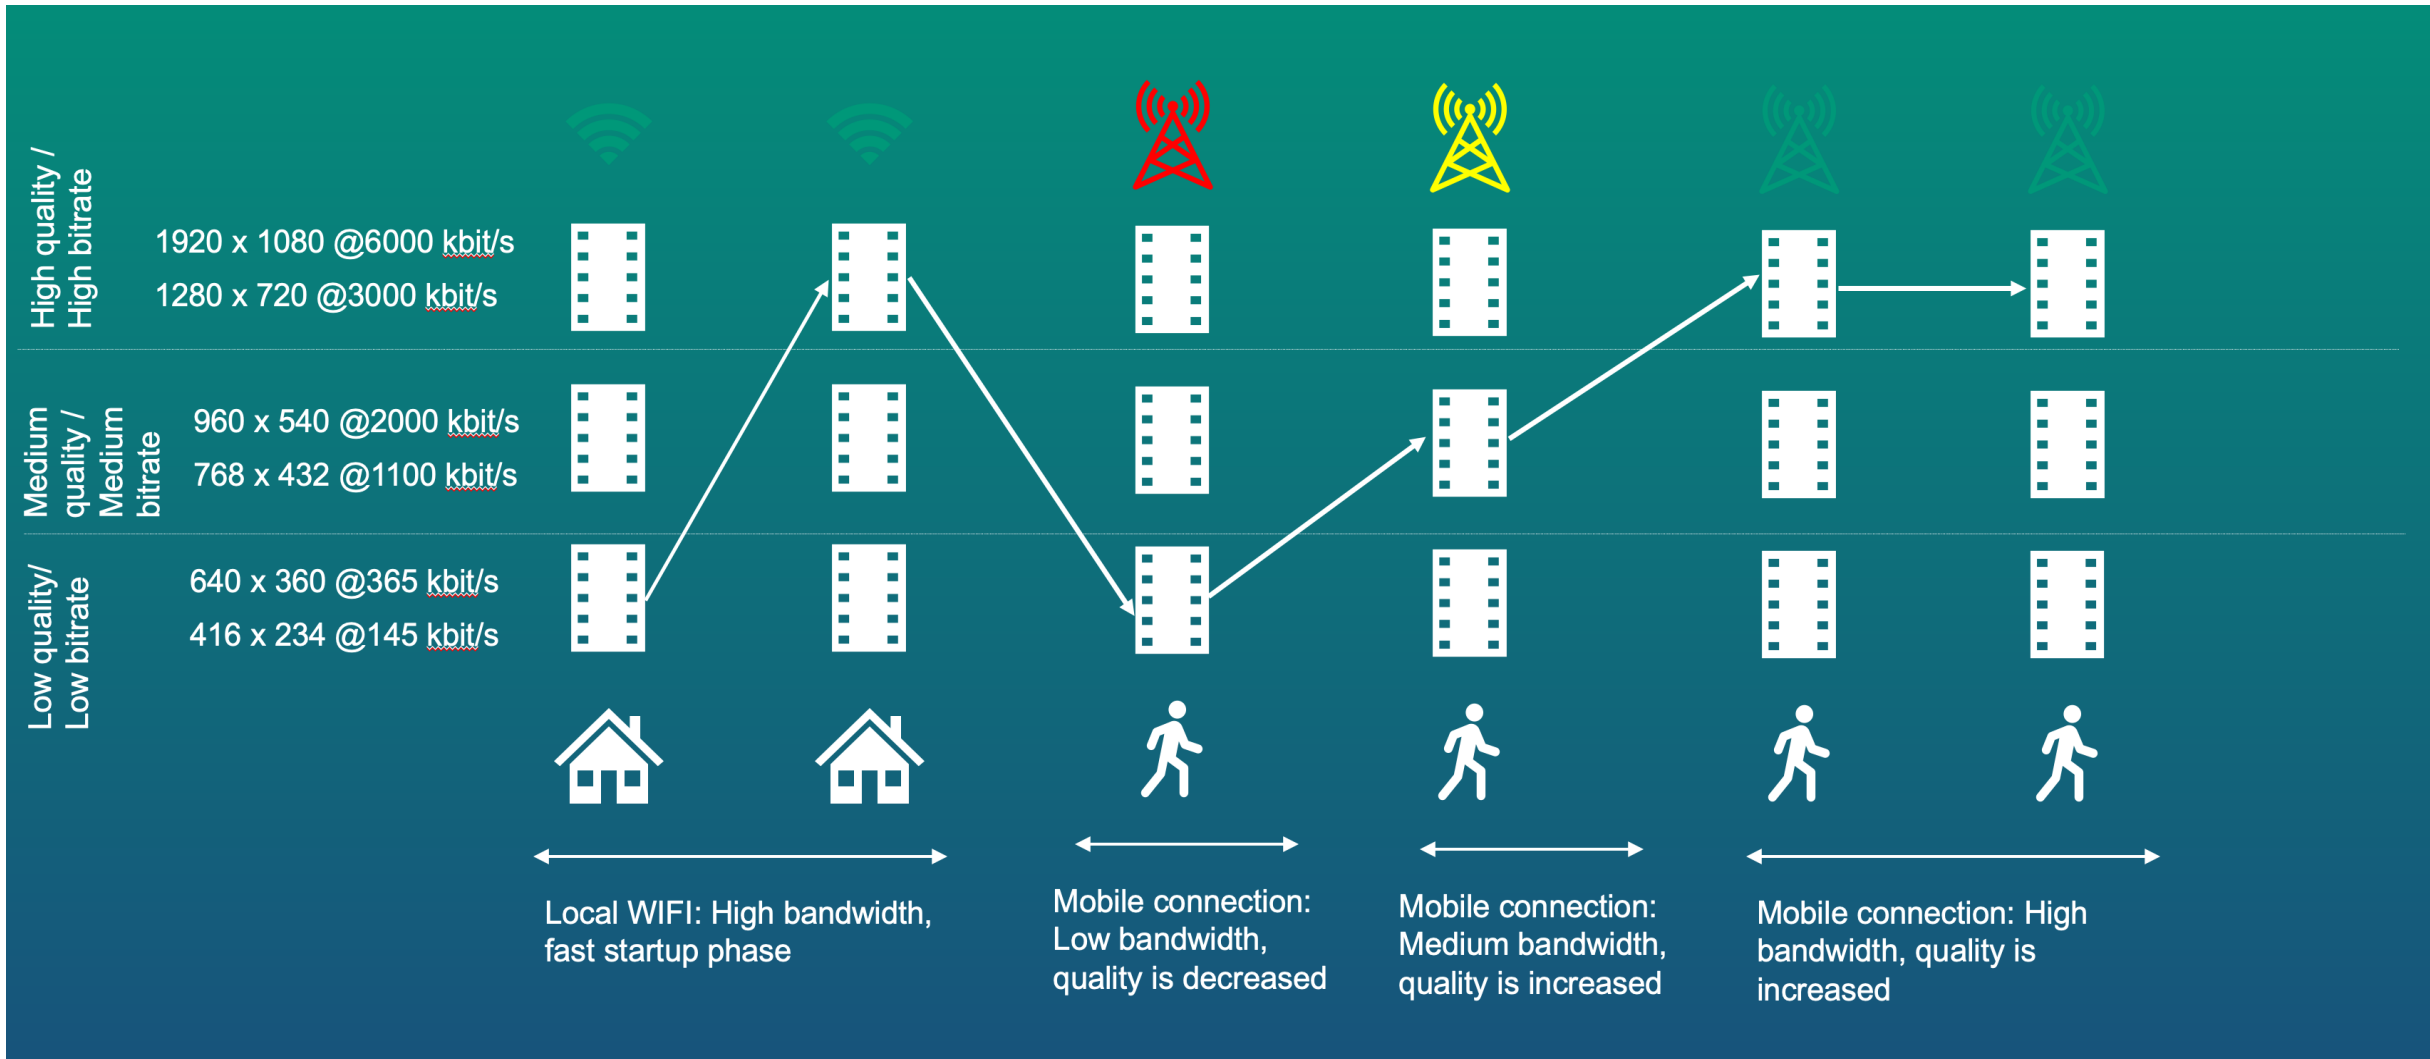 High quality /
High bitrate
1920 x 1080 @6000 kbit/s
1280 x 720 @3000 kbit/s
Medium
quality /
Medium
bitrate
960 x 540 @2000 kbit/s
768 x 432 @1100 kbit/s
Low quality/
Low bitrate
640 x 360 @365 kbit/s
416 x 234 @145 kbit/s
Local WIFI: High bandwidth,
fast startup phase
Mobile connection:
Low bandwidth,
quality is decreased
Mobile connection:
Medium bandwidth,
quality is increased
Mobile connection: High
bandwidth, quality is
increased